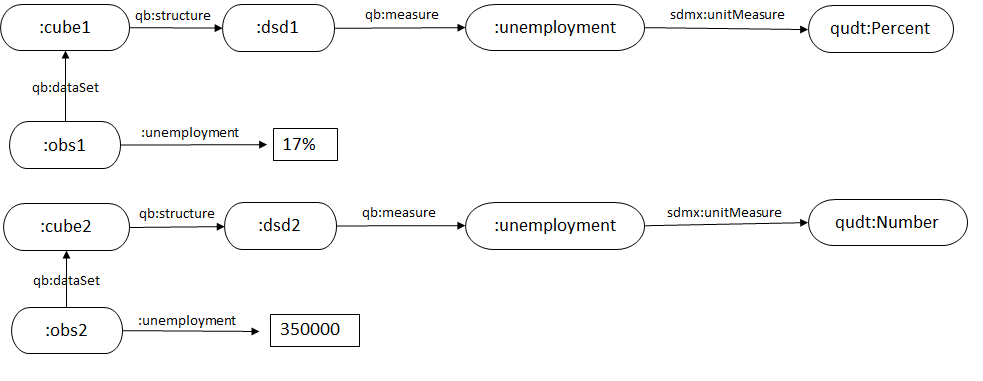 qb:structure qb:measure sdmx:unitMeasure
:cube1 :dsd1 :unemployment qudt:Percent
qb:dataSet
:unemployment
:obs1 17%
qb:structure qb:measure sdmx:unitMeasure
:cube2 :dsd2 :unemployment qudt:Number
qb:dataSet
:unemployment
:obs2 350000